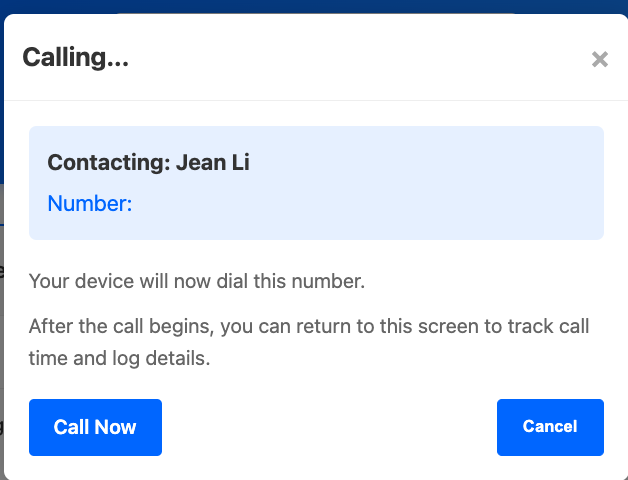 Calling...
×
Contacting: Jean Li
Number:
Your device will now dial this number.
After the call begins, you can return to this screen to track call
time and log details.
Call Now
Cancel